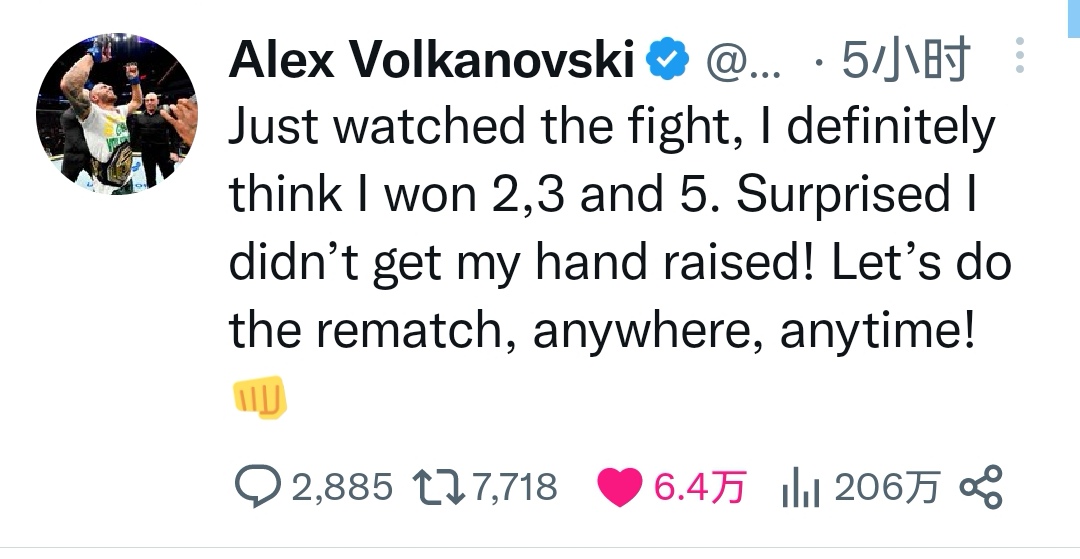 Alex Volkanovski @... · 5小时
Just watched the fight, I definitely
think I won 2,3 and 5. Surprised I
didn’t get my hand raised! Let’s do
the rematch, anywhere, anytime!
👊
2,885 7,718 6.4万 206万